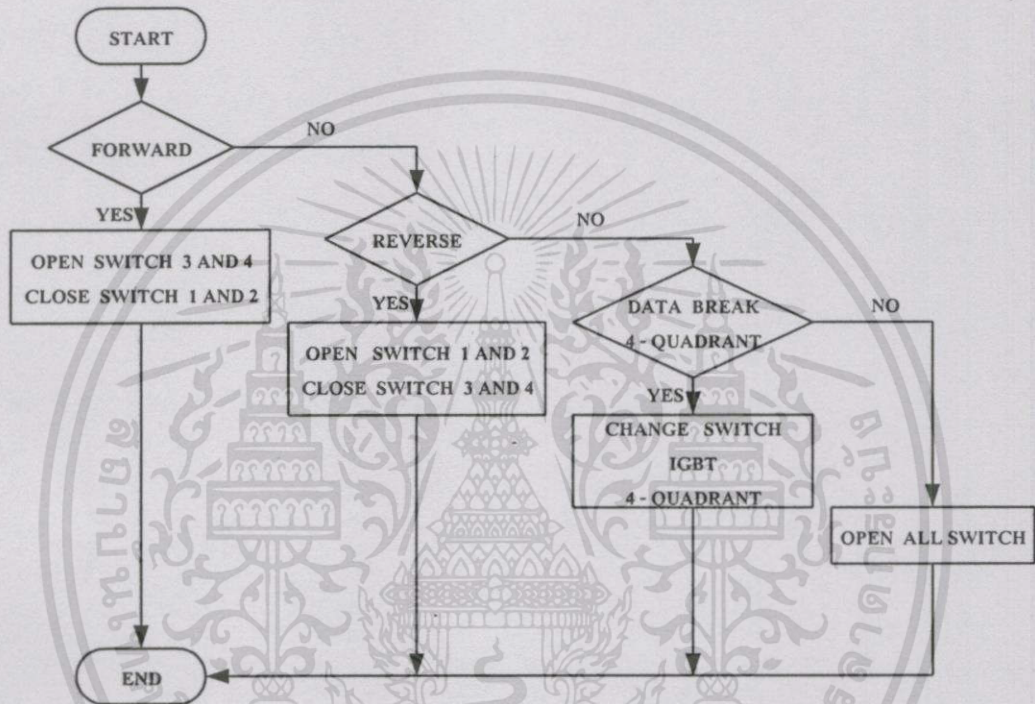 START
FORWARD
NO
YES
OPEN SWITCH 3 AND 4
CLOSE SWITCH 1 AND 2
REVERSE
NO
YES
OPEN SWITCH 1 AND 2
CLOSE SWITCH 3 AND 4
DATA BREAK
4 - QUADRANT
NO
YES
CHANGE SWITCH
IGBT
4 - QUADRANT
OPEN ALL SWITCH
END